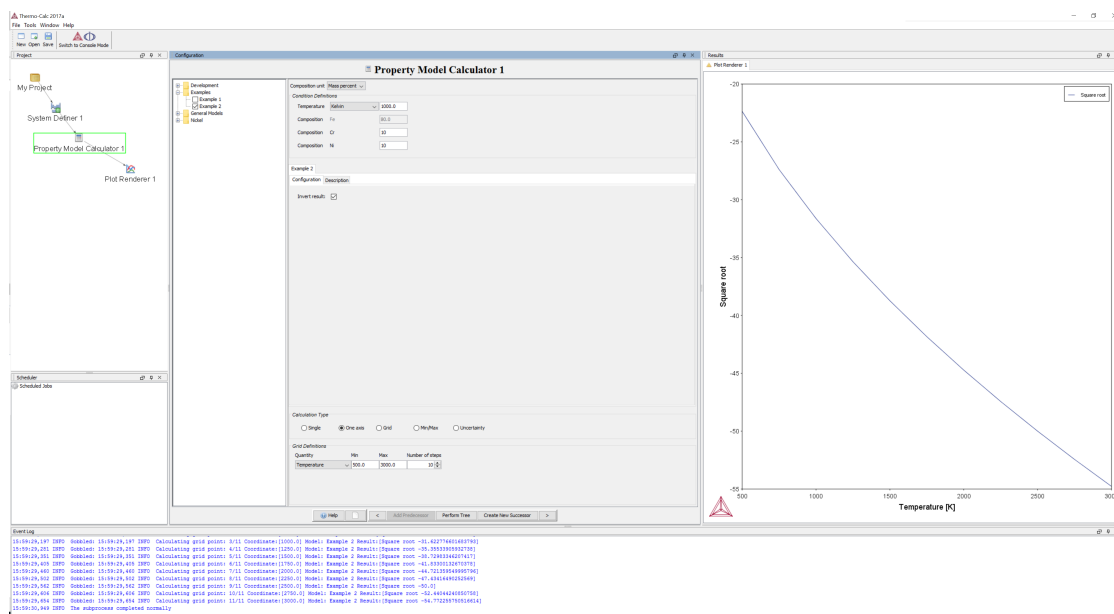 Thermo-Calc 2017a
File Tools Window Help
New Open Save Switch to Console Mode
Project
My Project
System Definer 1
Property Model Calculator 1
Plot Renderer 1
Scheduler
Scheduled Jobs
Configuration
Property Model Calculator 1
Development
Examples
Example 1
Example 2
General Models
Nickel
Composition unit Mass percent
Condition Definitions
Temperature Kelvin 1000.0
Composition Fe 80.0
Composition Cr 10
Composition Ni 10
Example 2
Configuration Description
Invert result:
Calculation Type
Single One axis Grid Min/Max Uncertainty
Grid Definitions
Quantity Min Max Number of steps
Temperature 500.0 3000.0 10
Help < Add Predecessor Perform Tree Create New Successor >
Results
Plot Renderer 1
Square root
-20
-25
-30
-35
-40
-45
-50
-55
Square root
500 1000 1500 2000 2500 300
Temperature [K]
Event Log
15:59:29,197 INFO Gobbled: 15:59:29,197 INFO Calculating grid point: 3/11 Coordinate:[1000.0] Model: Example 2 Result:[Square root -31.622776601683793]
15:59:29,281 INFO Gobbled: 15:59:29,281 INFO Calculating grid point: 4/11 Coordinate:[1250.0] Model: Example 2 Result:[Square root -35.35533905932738]
15:59:29,351 INFO Gobbled: 15:59:29,351 INFO Calculating grid point: 5/11 Coordinate:[1500.0] Model: Example 2 Result:[Square root -38.72983346207417]
15:59:29,405 INFO Gobbled: 15:59:29,405 INFO Calculating grid point: 6/11 Coordinate:[1750.0] Model: Example 2 Result:[Square root -41.83300132670378]
15:59:29,460 INFO Gobbled: 15:59:29,460 INFO Calculating grid point: 7/11 Coordinate:[2000.0] Model: Example 2 Result:[Square root -44.721359549995796]
15:59:29,502 INFO Gobbled: 15:59:29,502 INFO Calculating grid point: 8/11 Coordinate:[2250.0] Model: Example 2 Result:[Square root -47.43416490252569]
15:59:29,562 INFO Gobbled: 15:59:29,562 INFO Calculating grid point: 9/11 Coordinate:[2500.0] Model: Example 2 Result:[Square root -50.0]
15:59:29,606 INFO Gobbled: 15:59:29,606 INFO Calculating grid point: 10/11 Coordinate:[2750.0] Model: Example 2 Result:[Square root -52.44044240850758]
15:59:29,654 INFO Gobbled: 15:59:29,654 INFO Calculating grid point: 11/11 Coordinate:[3000.0] Model: Example 2 Result:[Square root -54.772255750516614]
15:59:30,949 INFO The subprocess completed normally